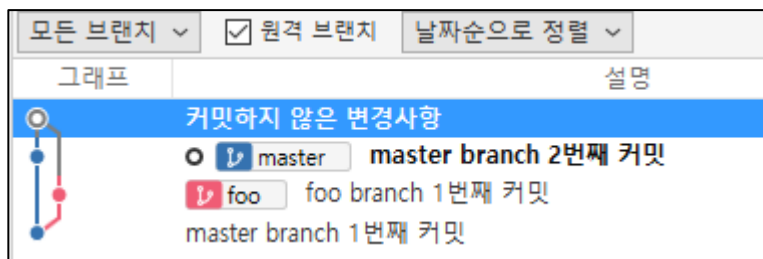 모든 브랜치 원격 브랜치 날짜순으로 정렬
그래프 설명
커밋하지 않은 변경사항
master master branch 2번째 커밋
foo foo branch 1번째 커밋
master branch 1번째 커밋